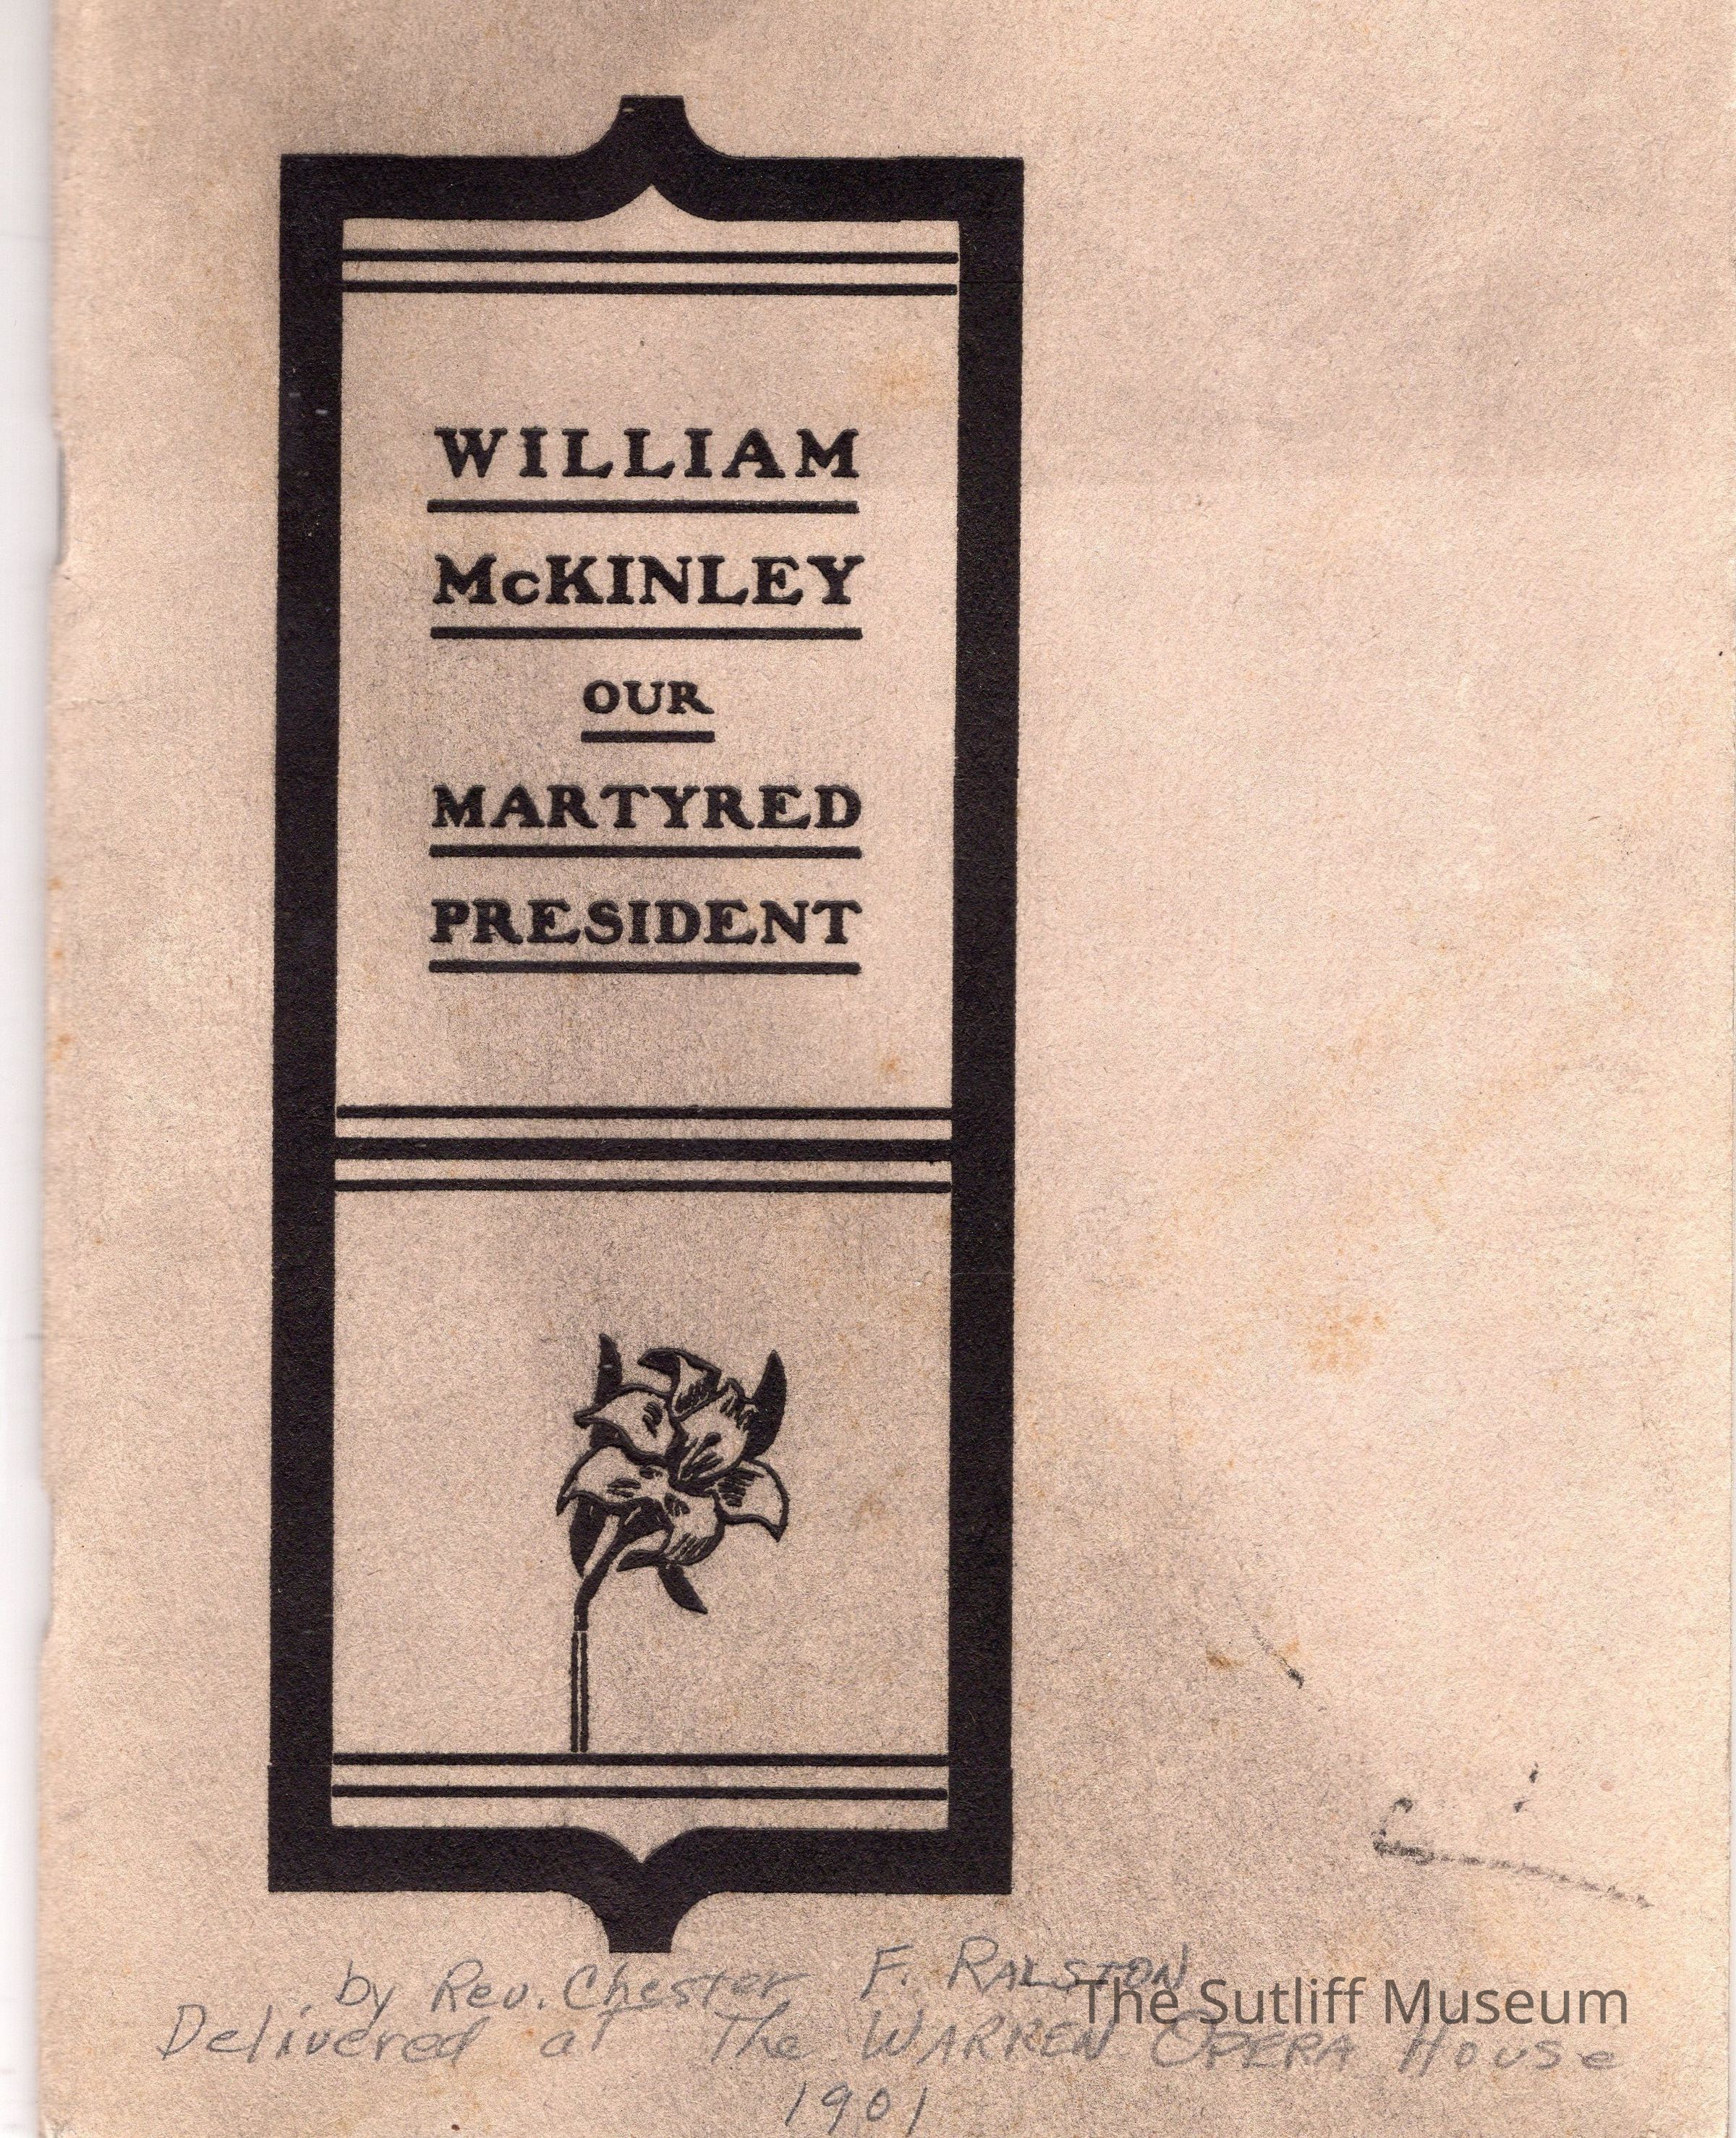 WILLIAM
McKINLEY
OUR
MARTYRED
PRESIDENT
by Rev. Chester F. RALSTON
The Sutliff Museum
Delivered at The WARREN OPERA House
1901